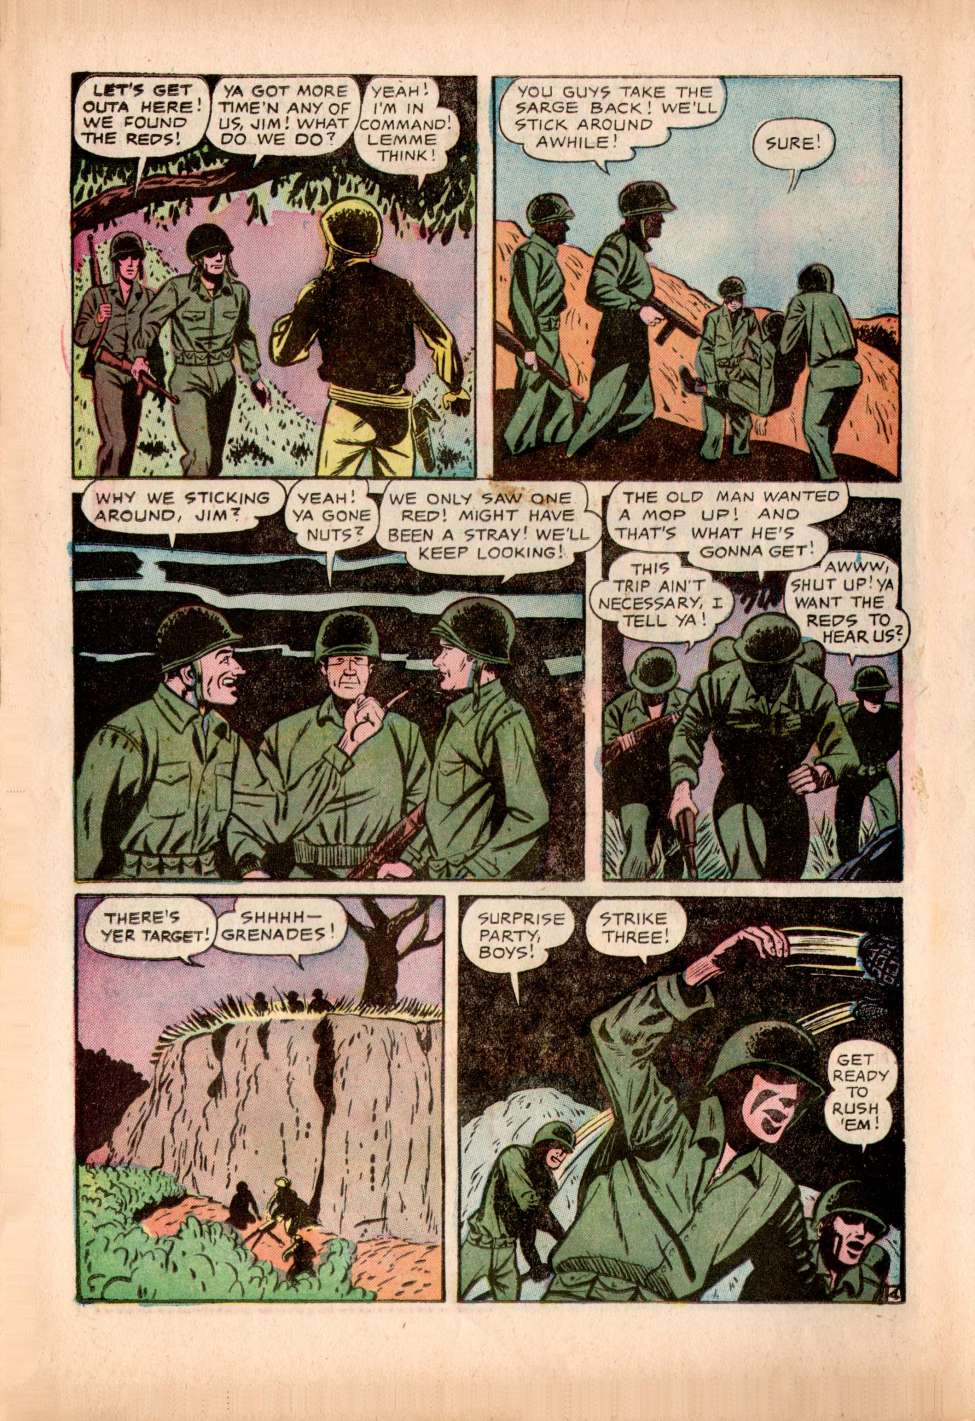 LET'S GET
OUTA HERE!
WE FOUND
THE REDS!
YA GOT MORE
TIME'N ANY OF
US, JIM! WHAT
DO WE DO?
YEAH!
I'M IN
COMMAND!
LEMME
THINK!
YOU GUYS TAKE THE
SARGE BACK! WE'LL
STICK AROUND
AWHILE!
SURE!
WHY WE STICKING
AROUND, JIM?
YEAH!
YA GONE
NUTS?
WE ONLY SAW ONE
RED! MIGHT HAVE
BEEN A STRAY! WE'LL
KEEP LOOKING!
THE OLD MAN WANTED
A MOP UP! AND
THAT'S WHAT HE'S
GONNA GET!
THIS
TRIP AIN'T
NECESSARY, I
TELL YA!
AWWW,
SHUT UP! YA
WANT THE
REDS TO
HEAR US?
THERE'S
YER TARGET!
SHHHH—
GRENADES!
SURPRISE
PARTY,
BOYS!
STRIKE
THREE!
GET
READY
TO
RUSH
'EM!
4